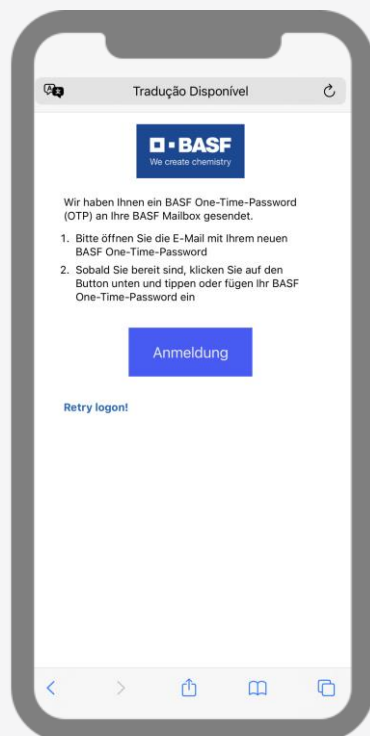 Tradução Disponível
BASF
We create chemistry
Wir haben Ihnen ein BASF One-Time-Password
(OTP) an Ihre BASF Mailbox gesendet.
1. Bitte öffnen Sie die E-Mail mit Ihrem neuen
BASF One-Time-Password
2. Sobald Sie bereit sind, klicken Sie auf den
Button unten und tippen oder fügen Ihr BASF
One-Time-Password ein
Anmeldung
Retry logon!